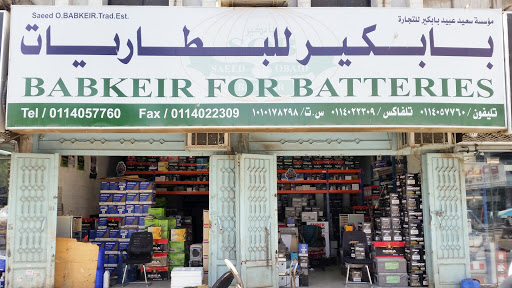 Saeed O.BABKEIR.Trad.Est.
مؤسسة سعيد عبيد بابكير للتجارة
بابكير للبطاريات
BABKEIR FOR BATTERIES
Tel / 0114057760 Fax / 0114022309 تليفون / ٠١١٤٠٥٧٧٦٠ تلفاكس / ٠١١٤٠٢٢٣٠٩ س.ت/ ١٠١٠١٧٨٢٩٨